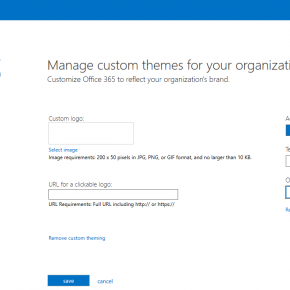 Manage custom themes for your organizati
Customize Office 365 to reflect your organization's brand.
Custom logo:
Select image
Image requirements: 200 x 50 pixels in JPG, PNG, or GIF format, and no larger than 10 KB.
URL for a clickable logo:
URL Requirements: Full URL including http:// or https://
Remove custom theming
save
cancel
A
Te
O
Re